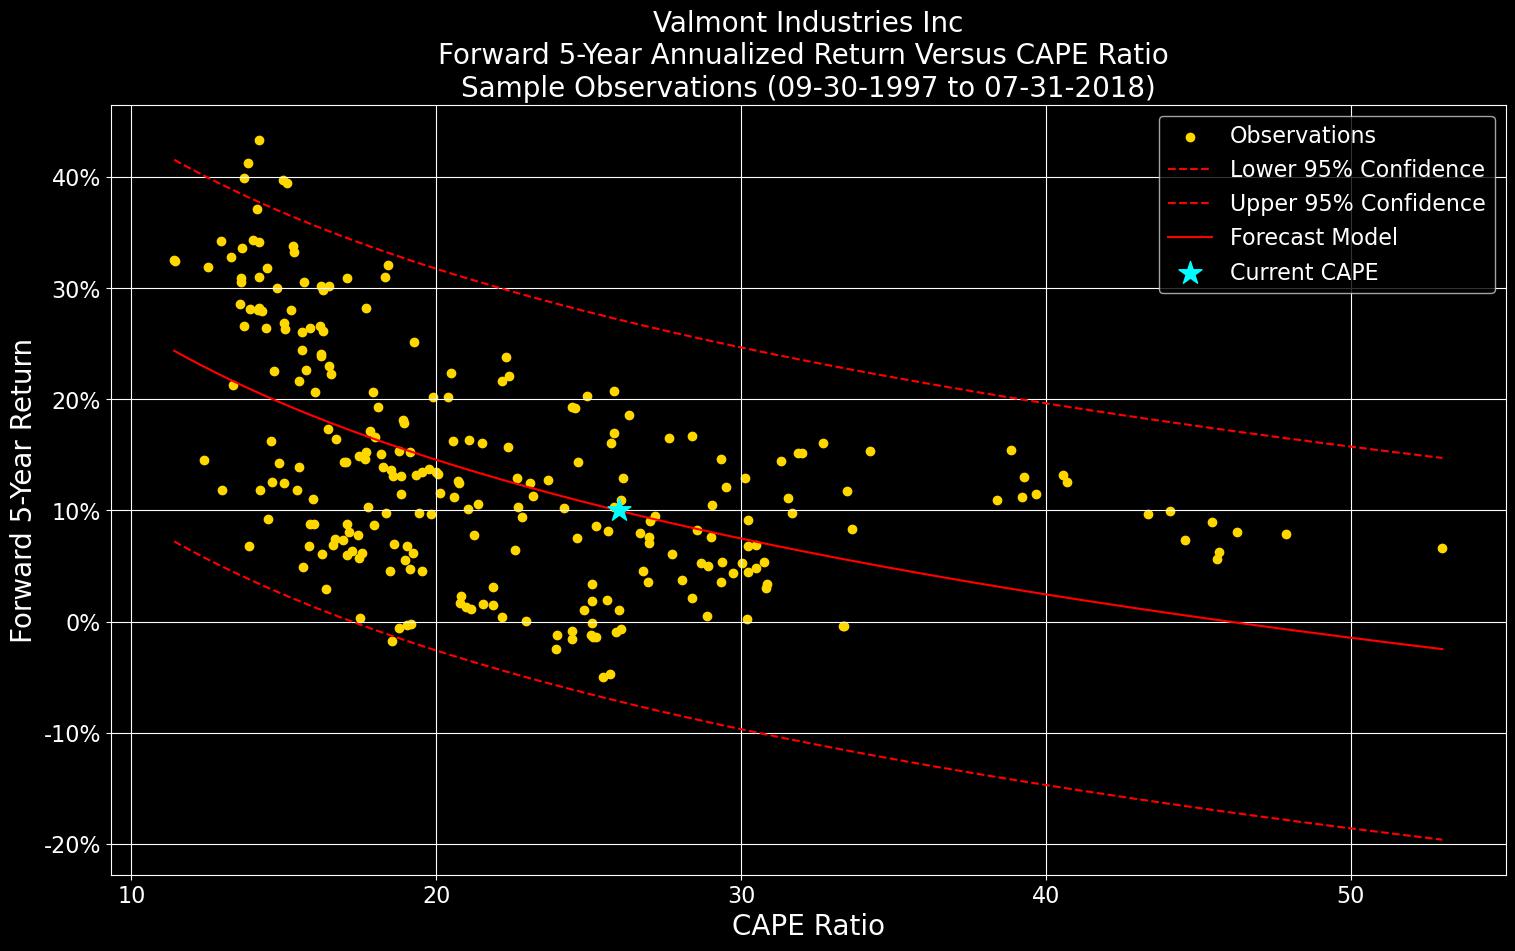 Valmont Industries Inc
Forward 5-Year Annualized Return Versus CAPE Ratio
Sample Observations (09-30-1997 to 07-31-2018)
Observations
Lower 95% Confidence
Upper 95% Confidence
Forecast Model
Current CAPE
Forward 5-Year Return
40%
30%
20%
10%
0%
-10%
-20%
10 20 30 40 50
CAPE Ratio